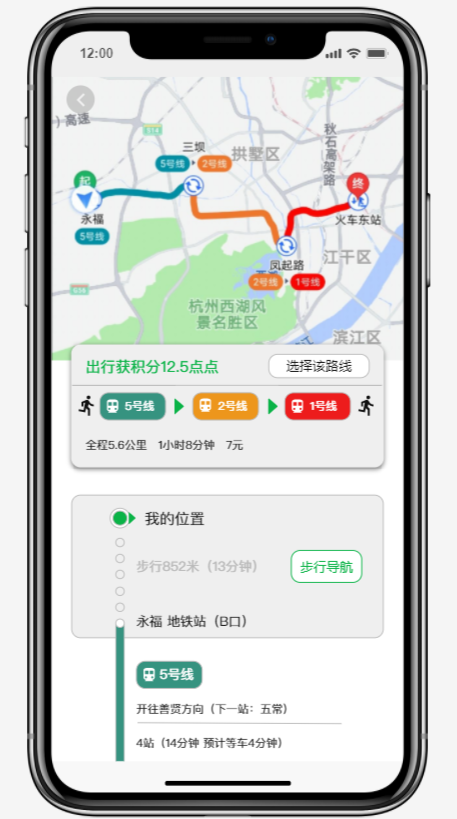 12:00
）高速
S14
秋石高架路
三坝
5号线
2号线
拱墅区
起
终
永福
5号线
火车东站
凤起路
2号线
1号线
江干区
S28
杭州西湖风
景名胜区
滨江区
出行获积分12.5点点
选择该路线
5号线
2号线
1号线
全程5.6公里 1小时8分钟 7元
我的位置
步行852米（13分钟）
步行导航
永福 地铁站（B口）
5号线
开往善贤方向（下一站：五常）
4站（14分钟 预计等车4分钟）